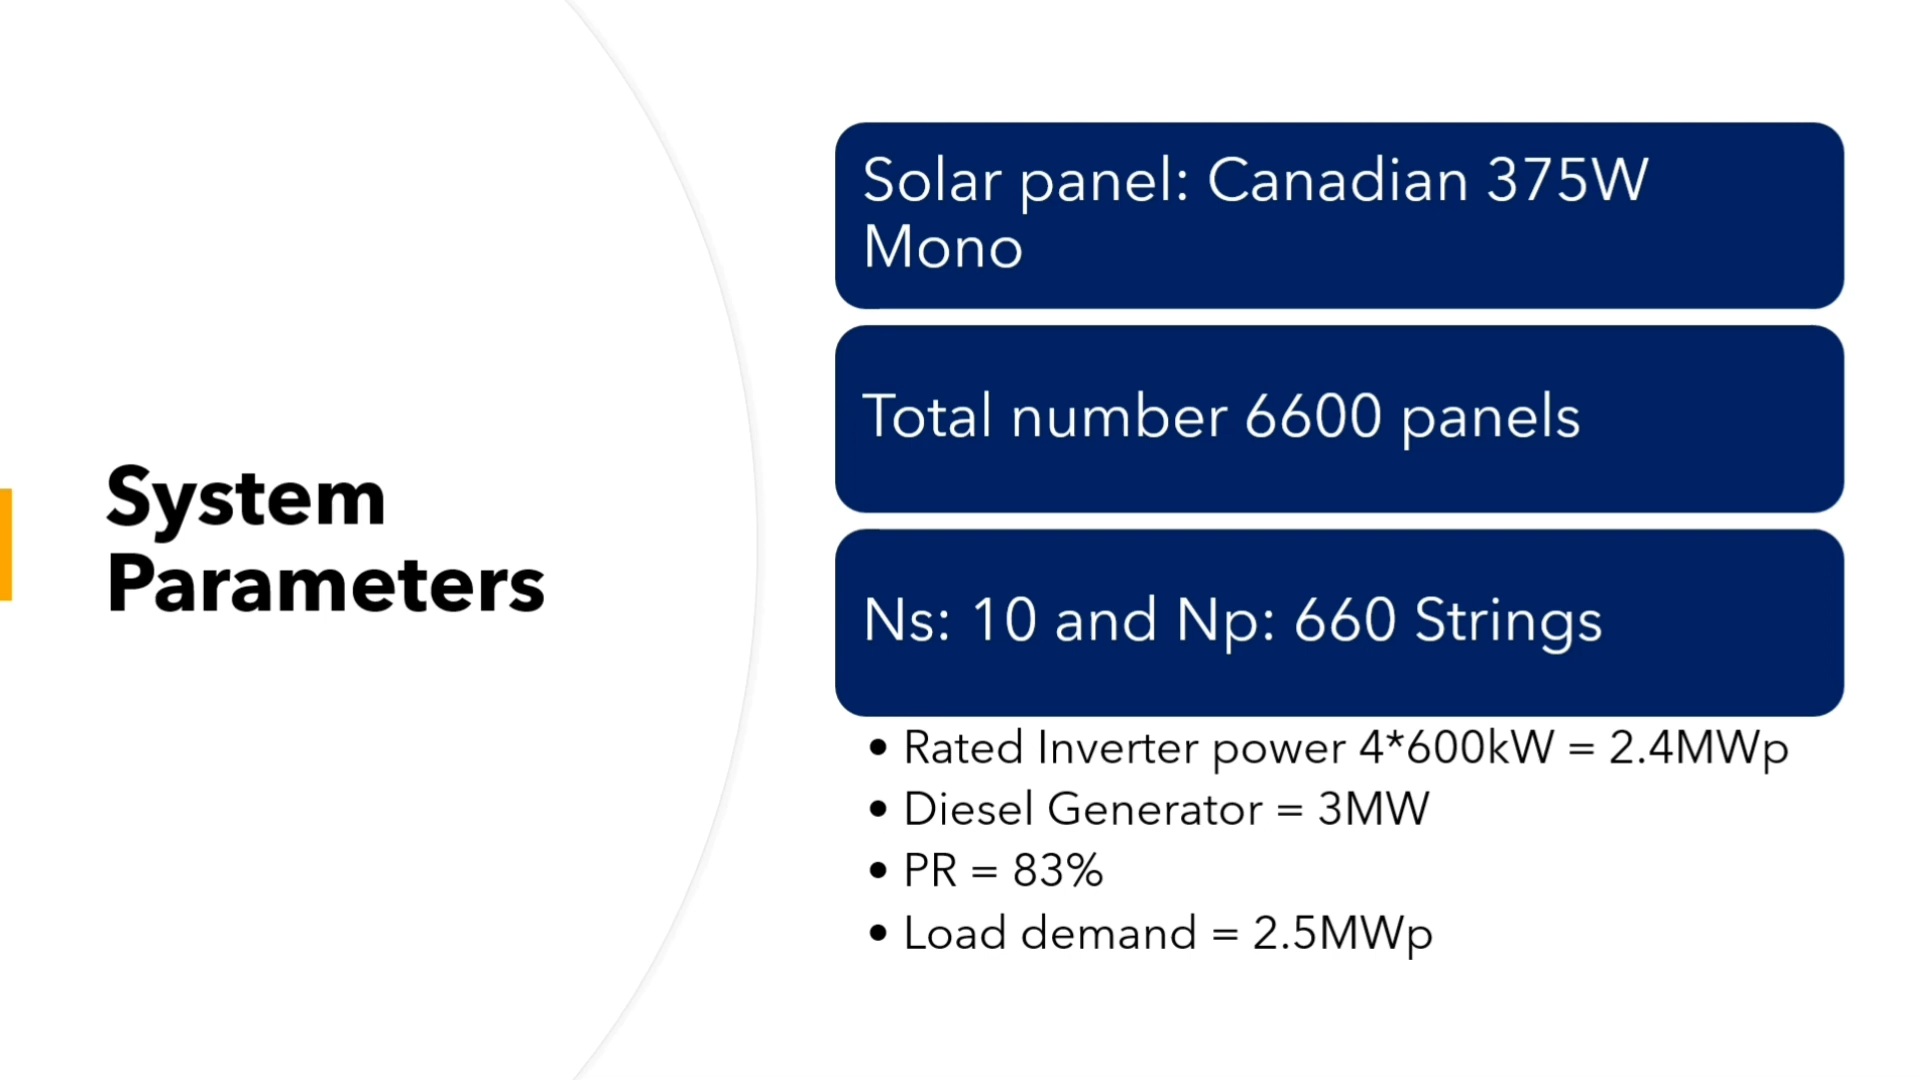 System
Parameters
Solar panel: Canadian 375W
Mono
Total number 6600 panels
Ns: 10 and Np: 660 Strings
• Rated Inverter power 4*600kW = 2.4MWp
• Diesel Generator = 3MW
• PR = 83%
• Load demand = 2.5MWp